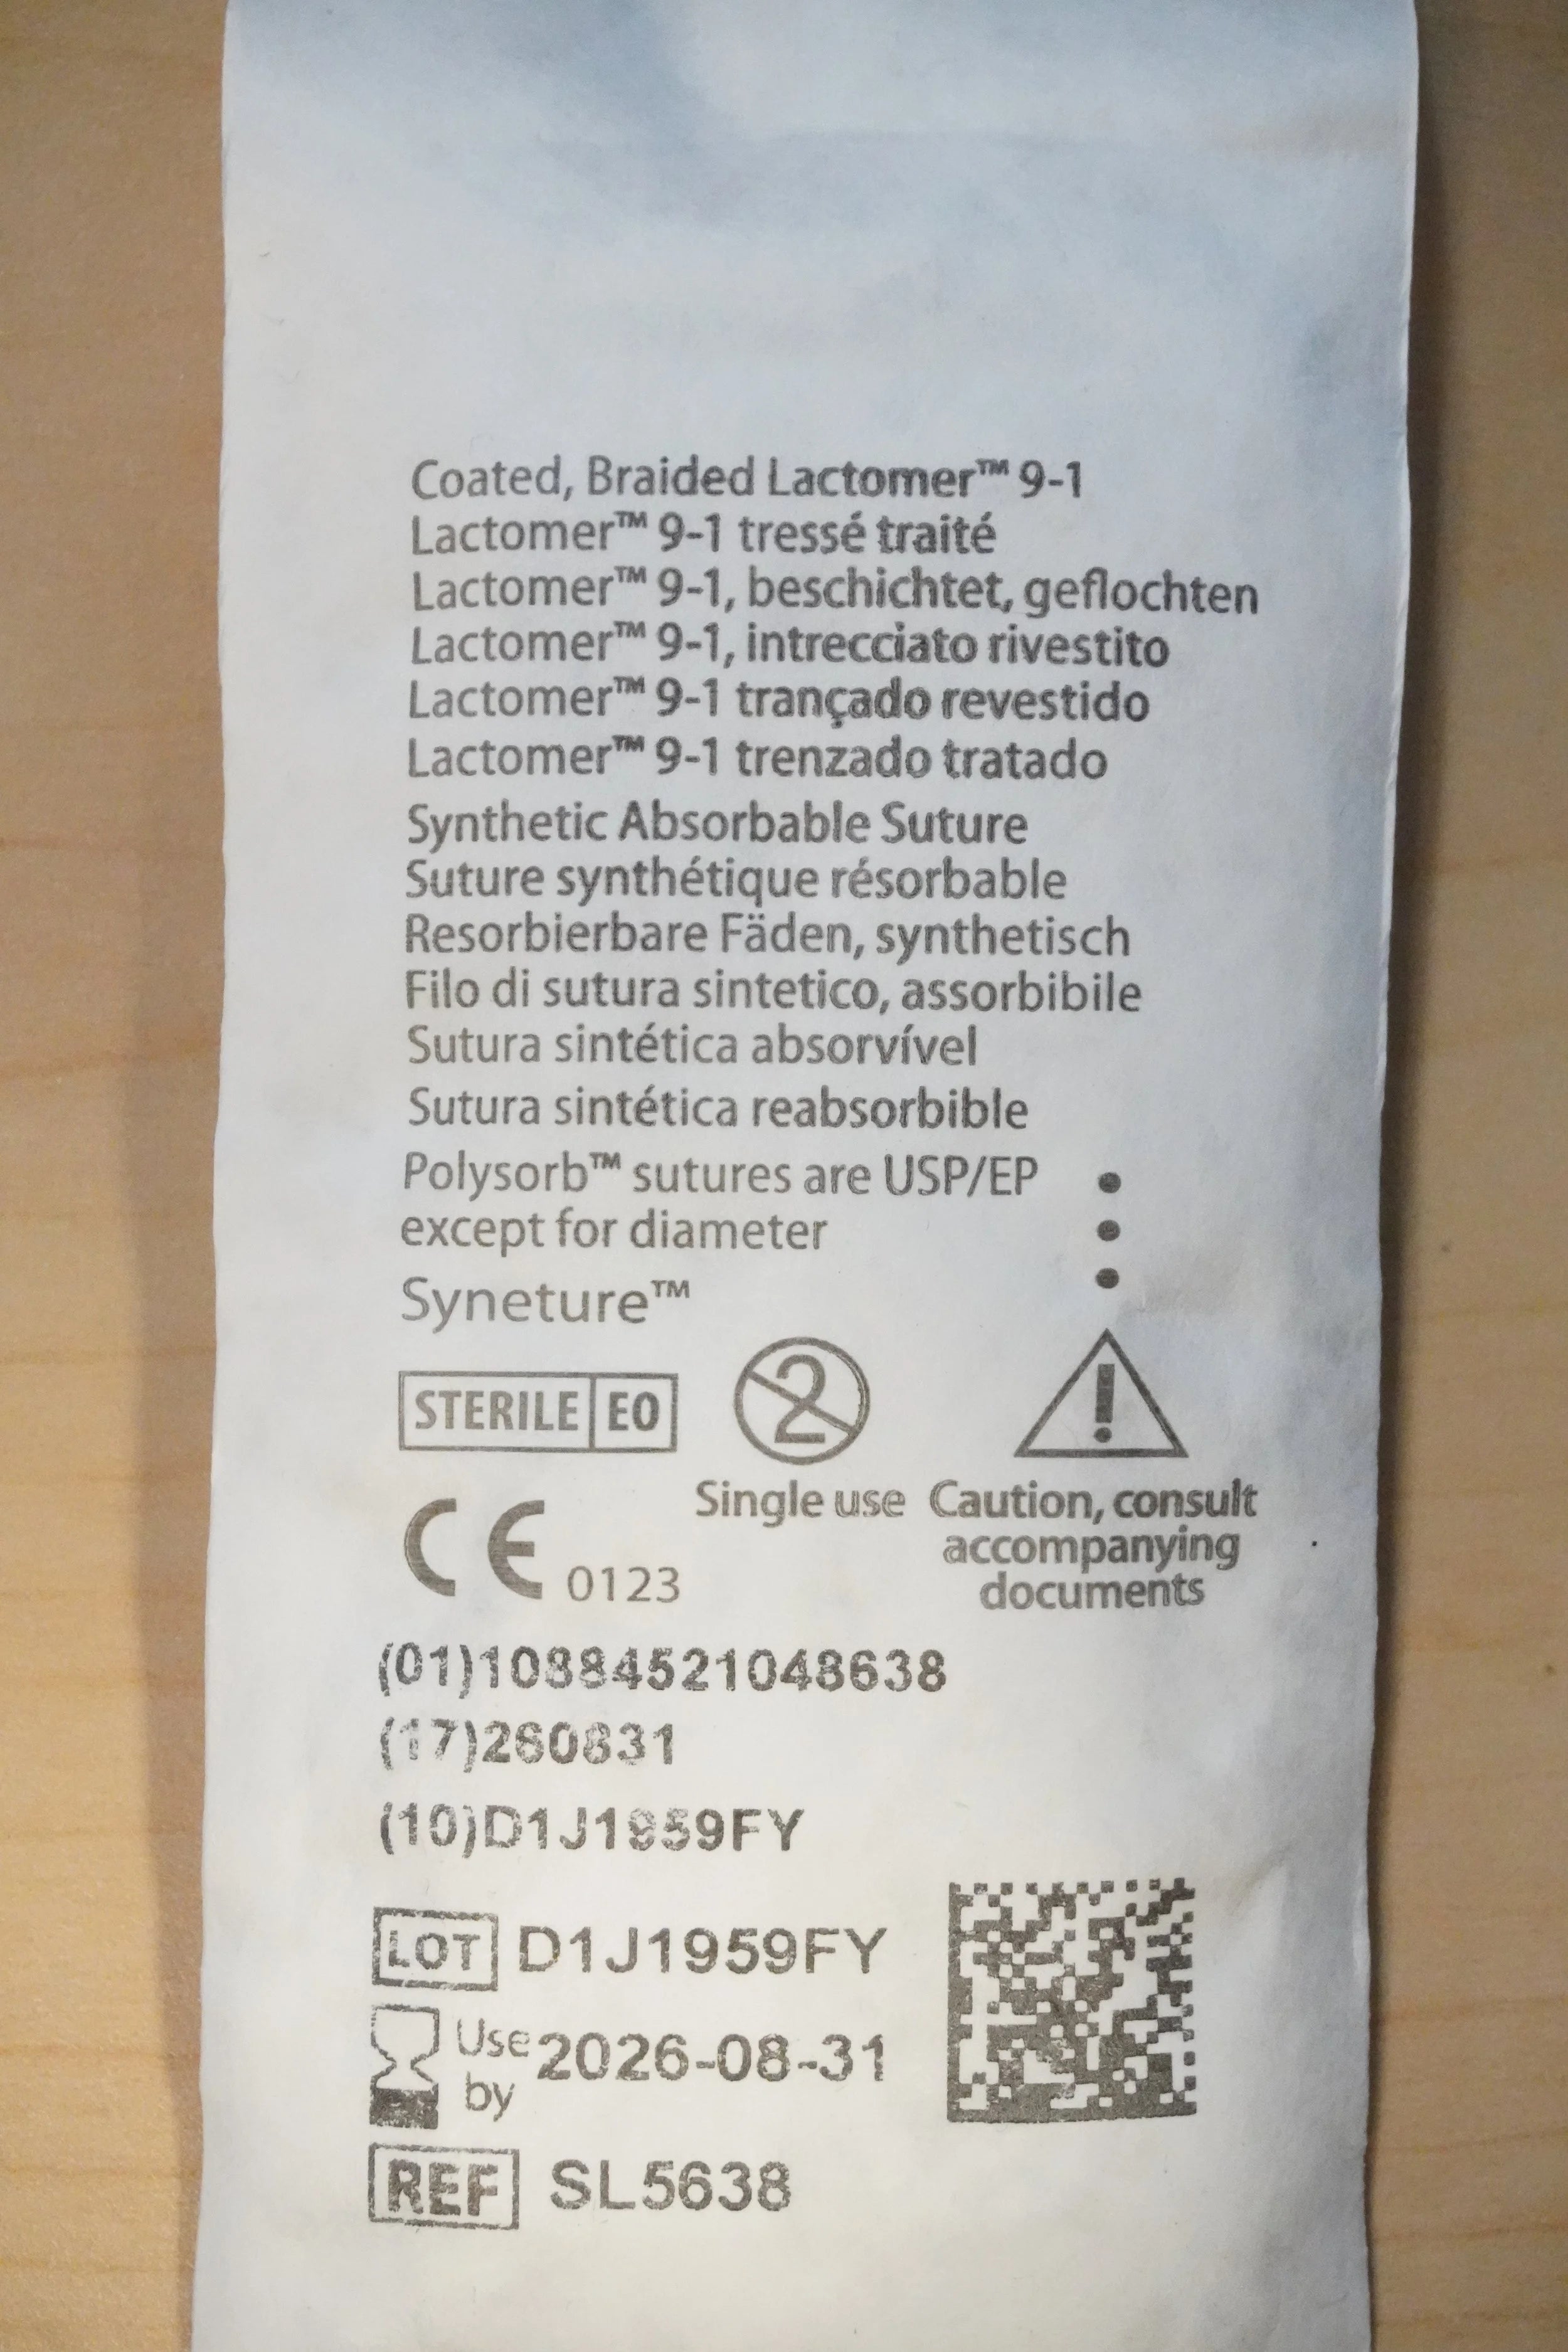 Coated, Braided Lactomer™ 9-1
Lactomer™ 9-1 tressé traité
Lactomer™ 9-1, beschichtet, geflochten
Lactomer™ 9-1, intrecciato rivestito
Lactomer™ 9-1 trançado revestido
Lactomer™ 9-1 trenzado tratado
Synthetic Absorbable Suture
Suture synthétique résorbable
Resorbierbare Fäden, synthetisch
Filo di sutura sintetico, assorbibile
Sutura sintética absorvível
Sutura sintética reabsorbible
Polysorb™ sutures are USP/EP
except for diameter
Syneture™
STERILE EO
2
!
Single use
Caution, consult
accompanying
documents
CE 0123
(01)10884521048638
(17)260831
(10)D1J1959FY
LOT D1J1959FY
Use by 2026-08-31
REF SL5638